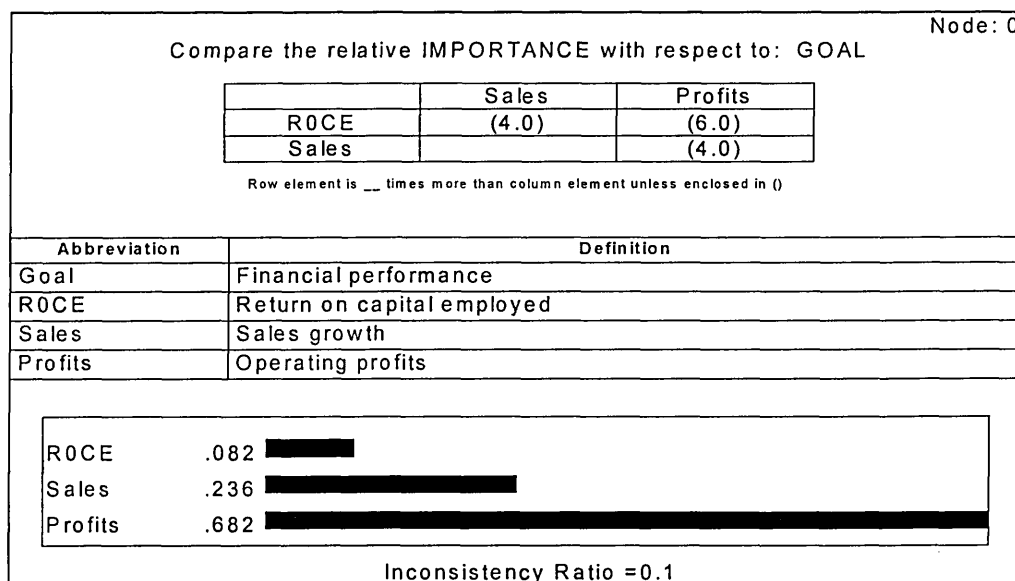 Node: 0
Compare the relative IMPORTANCE with respect to: GOAL
Sales Profits
R0CE (4.0) (6.0)
Sales (4.0)
Row element is __ times more than column element unless enclosed in ()
Abbreviation Definition
Goal Financial performance
R0CE Return on capital employed
Sales Sales growth
Profits Operating profits
R0CE .082
Sales .236
Profits .682
Inconsistency Ratio =0.1